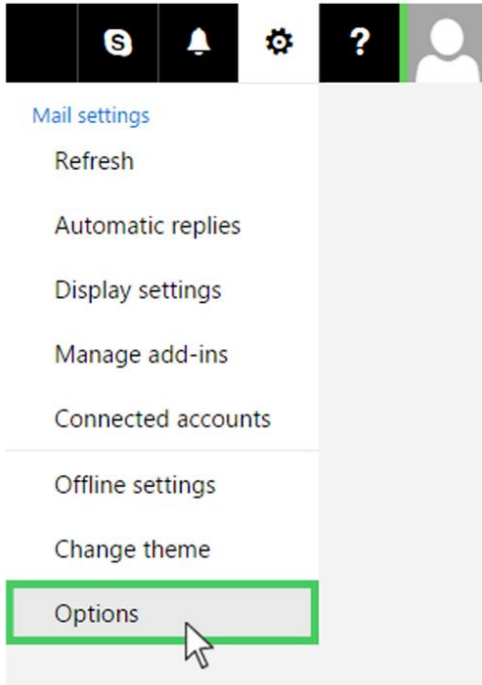 S
?
Mail settings
Refresh
Automatic replies
Display settings
Manage add-ins
Connected accounts
Offline settings
Change theme
Options